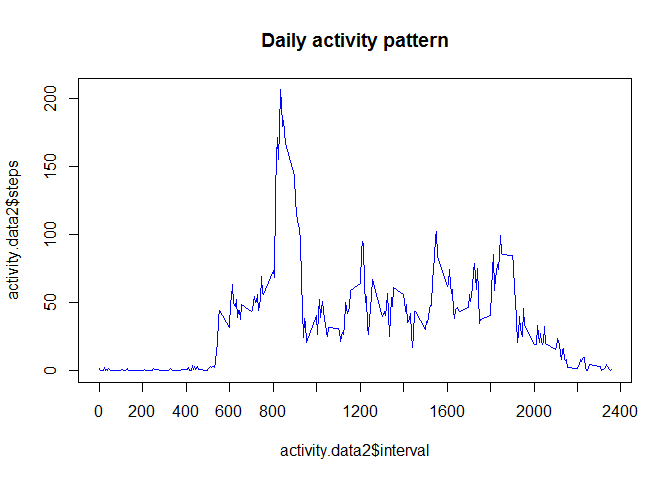 Daily activity pattern
activity.data2$steps
200
150
100
50
0
0 200 400 600 800 1200 1600 2000 2400
activity.data2$interval